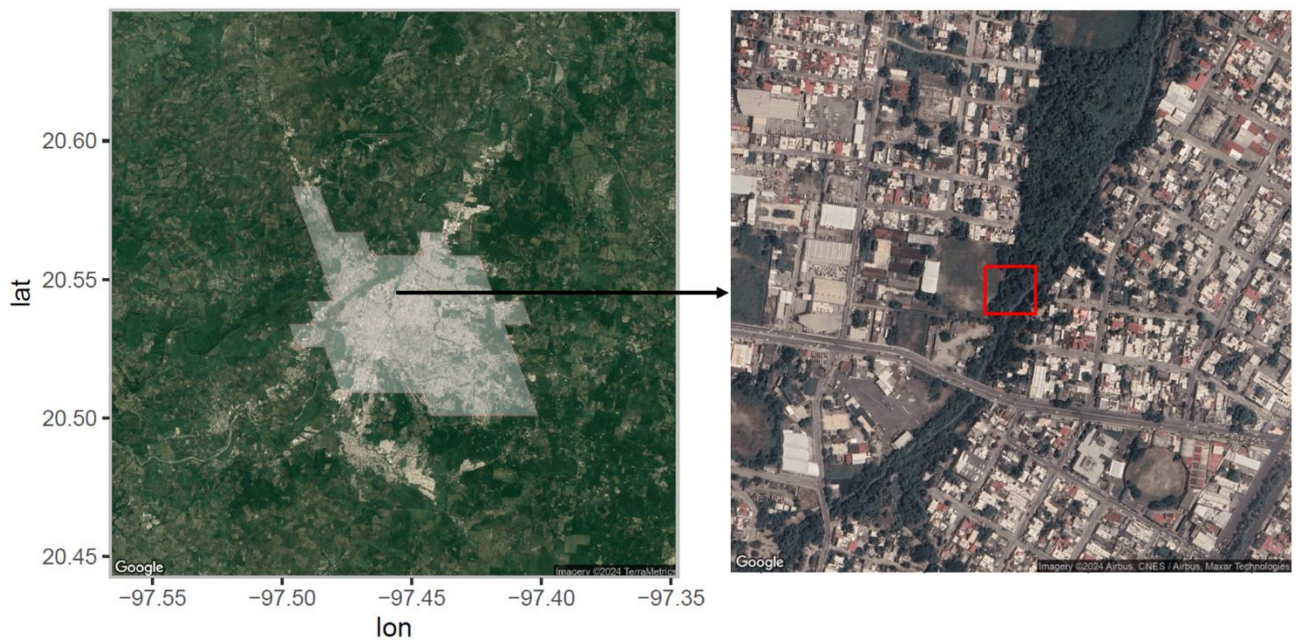 20.60
20.55
20.50
20.45
lat
Google
Imagery ©2024 TerraMetrics
−97.55
−97.50
−97.45
−97.40
−97.35
lon
Google
Imagery ©2024 Airbus, CNES / Airbus, Maxar Technologies